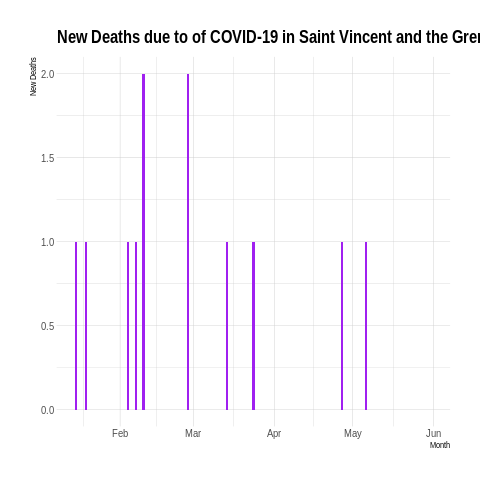 New Deaths due to of COVID-19 in Saint Vincent and the Gre
New Deaths
2.0
1.5
1.0
0.5
0.0
Feb Mar Apr May Jun
Month